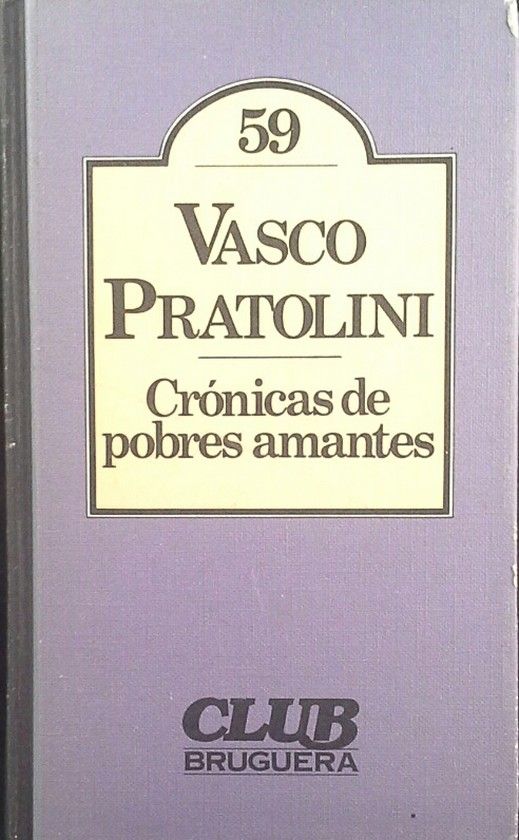 59
VASCO
PRATOLINI
Crónicas de
pobres amantes
CLUB
BRUGUERA